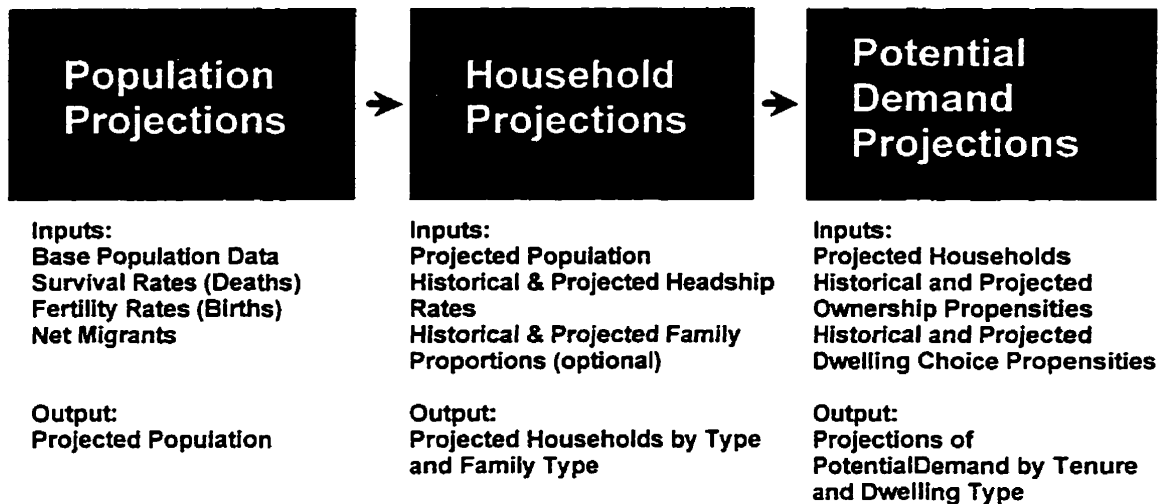 Population
Projections
Household
Projections
Potential
Demand
Projections
Inputs:
Base Population Data
Survival Rates (Deaths)
Fertility Rates (Births)
Net Migrants
Output:
Projected Population
Inputs:
Projected Population
Historical & Projected Headship
Rates
Historical & Projected Family
Proportions (optional)
Output:
Projected Households by Type
and Family Type
Inputs:
Projected Households
Historical and Projected
Ownership Propensities
Historical and Projected
Dwelling Choice Propensities
Output:
Projections of
PotentialDemand by Tenure
and Dwelling Type